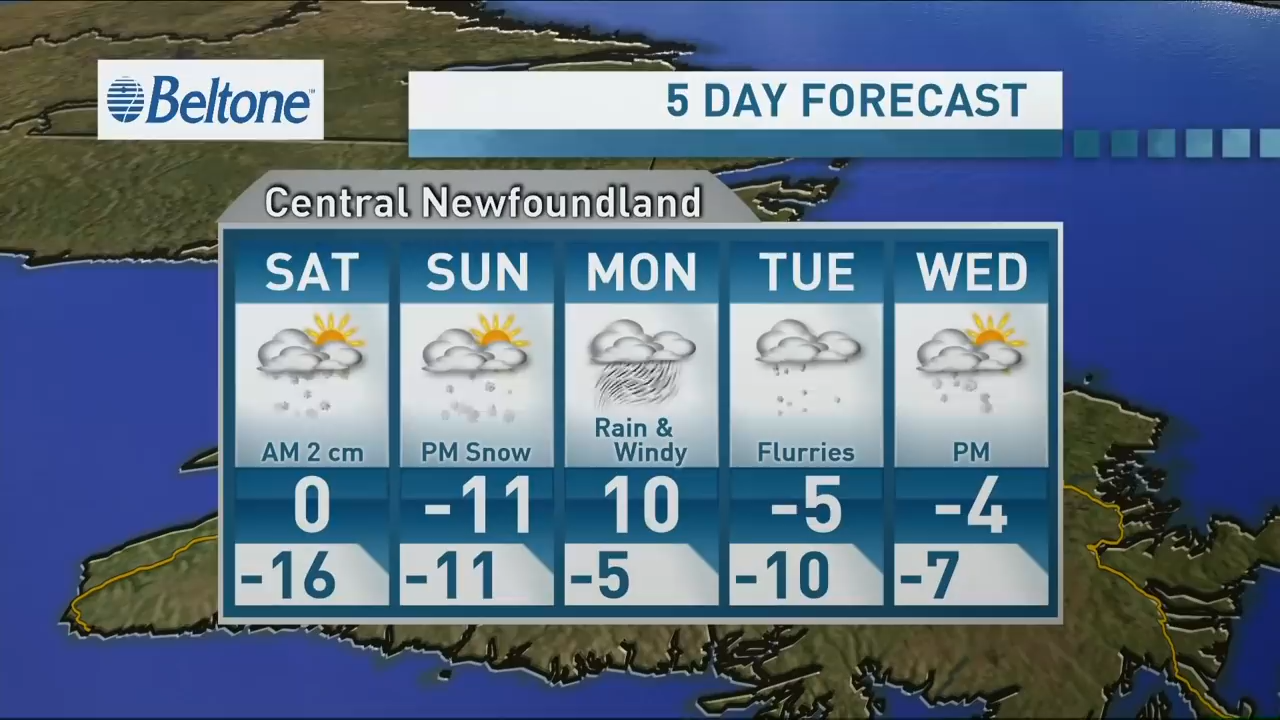 Beltone™
5 DAY FORECAST
Central Newfoundland
SAT SUN MON TUE WED
AM 2 cm PM Snow Rain & Windy Flurries PM
0 -11 10 -5 -4
-16 -11 -5 -10 -7